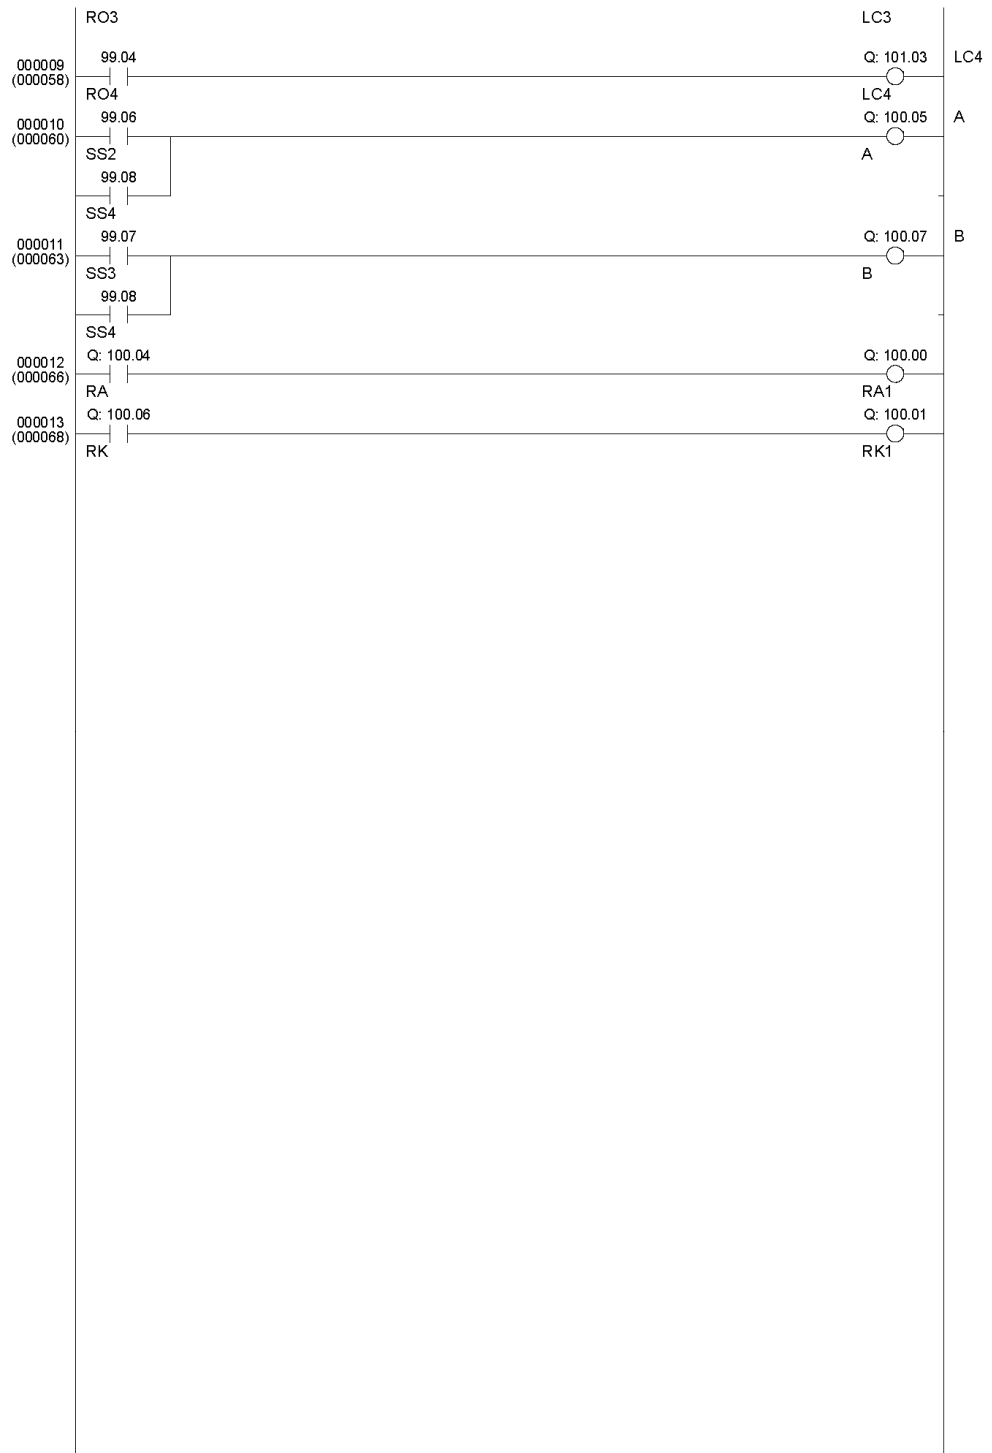 RO3 LC3
000009 99.04 Q: 101.03 LC4
(000058)
RO4 LC4
000010 99.06 Q: 100.05 A
(000060)
SS2 A
99.08
SS4
000011 99.07 Q: 100.07 B
(000063)
SS3 B
99.08
SS4
000012 Q: 100.04 Q: 100.00
(000066)
RA RA1
000013 Q: 100.06 Q: 100.01
(000068)
RK RK1